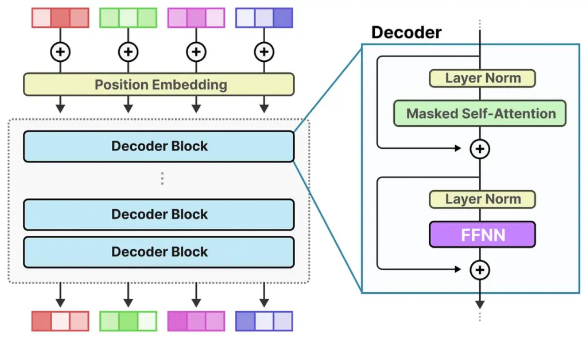 Position Embedding
Decoder Block
Decoder Block
Decoder Block
Decoder
Layer Norm
Masked Self-Attention
Layer Norm
FFNN